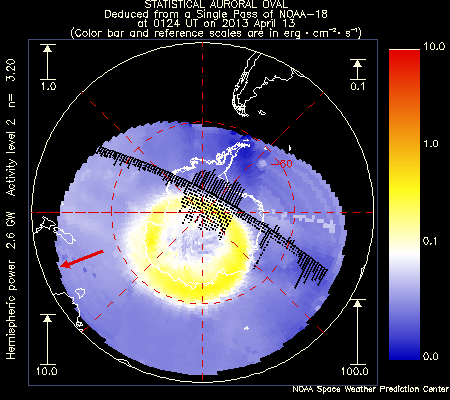 STATISTICAL AURORAL OVAL
Deduced from a Single Pass of NOAA-18
at 0124 UT on 2013 April 13
(Color bar and reference scales are in erg · cm⁻² · s⁻¹)
Hemispheric power 2.6 GW Activity level 2 n= 3.20
1.0
0.1
10.0
100.0
-60
10.0
1.0
0.1
0.0
NOAA Space Weather Prediction Center